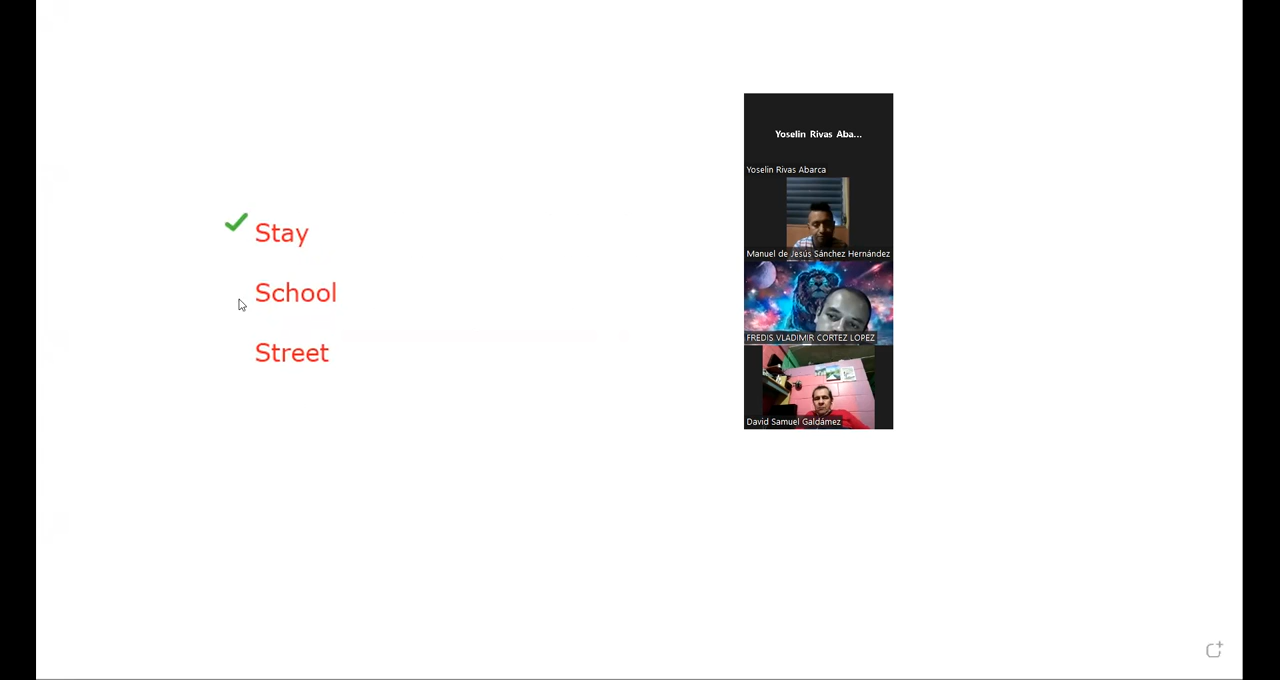 Stay
School
Street
Yoselin Rivas Aba...
Yoselin Rivas Abarca
Manuel de Jesús Sánchez Hernández
FREDIS VLADIMIR CORTEZ LOPEZ
David Samuel Galdámez